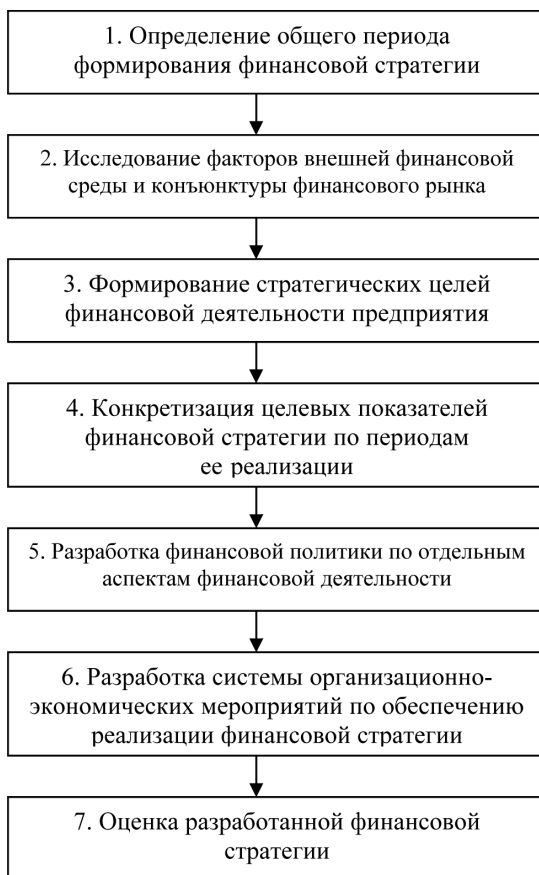 1. Определение общего периода
формирования финансовой стратегии
2. Исследование факторов внешней финансовой
среды и конъюнктуры финансового рынка
3. Формирование стратегических целей
финансовой деятельности предприятия
4. Конкретизация целевых показателей
финансовой стратегии по периодам
ее реализации
5. Разработка финансовой политики по отдельным
аспектам финансовой деятельности
6. Разработка системы организационно-
экономических мероприятий по обеспечению
реализации финансовой стратегии
7. Оценка разработанной финансовой
стратегии